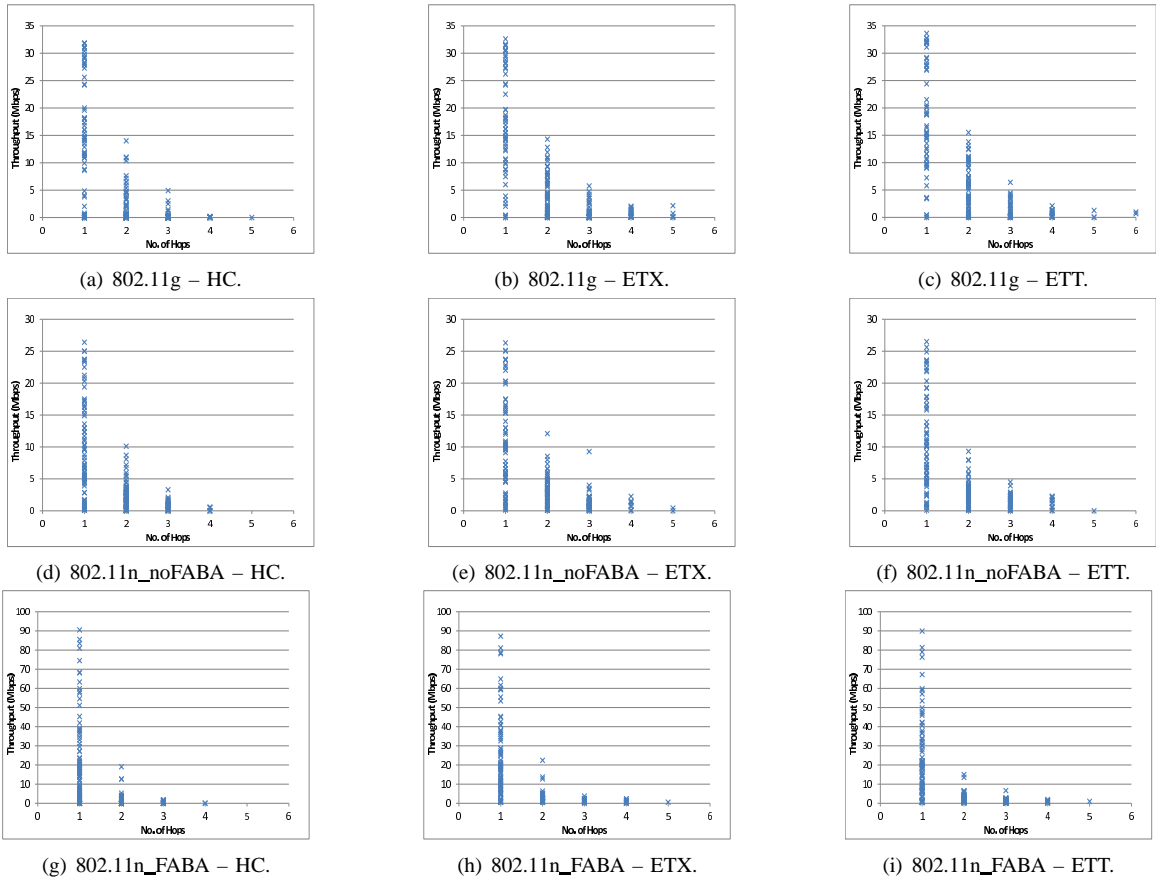 Throughput (Mbps)
35
30
25
20
15
10
5
0
0 1 2 3 4 5 6
No. of Hops
(a) 802.11g – HC.
Throughput (Mbps)
35
30
25
20
15
10
5
0
0 1 2 3 4 5 6
No. of Hops
(b) 802.11g – ETX.
Throughput (Mbps)
35
30
25
20
15
10
5
0
0 1 2 3 4 5 6
No. of Hops
(c) 802.11g – ETT.
Throughput (Mbps)
30
25
20
15
10
5
0
0 1 2 3 4 5 6
No. of Hops
(d) 802.11n_noFABA – HC.
Throughput (Mbps)
30
25
20
15
10
5
0
0 1 2 3 4 5 6
No. of Hops
(e) 802.11n_noFABA – ETX.
Throughput (Mbps)
30
25
20
15
10
5
0
0 1 2 3 4 5 6
No. of Hops
(f) 802.11n_noFABA – ETT.
Throughput (Mbps)
100
90
80
70
60
50
40
30
20
10
0
0 1 2 3 4 5 6
No. of Hops
(g) 802.11n_FABA – HC.
Throughput (Mbps)
100
90
80
70
60
50
40
30
20
10
0
0 1 2 3 4 5 6
No. of Hops
(h) 802.11n_FABA – ETX.
Throughput (Mbps)
100
90
80
70
60
50
40
30
20
10
0
0 1 2 3 4 5 6
No. of Hops
(i) 802.11n_FABA – ETT.